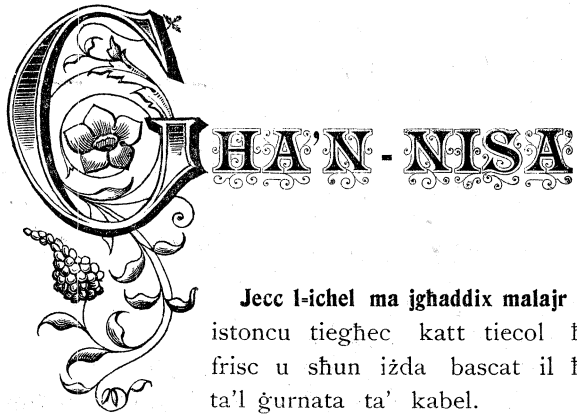 GHA'N-NISA
Jecc l-ichel ma jgħaddix malajr
istoncu tiegħec katt tiecol
frisc u sħun iżda bascat il
ta'l ġurnata ta' kabel.